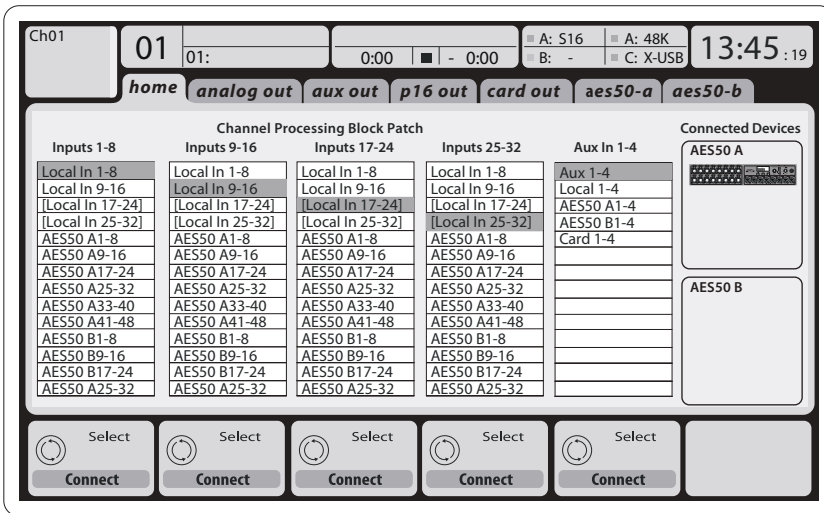 Ch01
01
01:
0:00 - 0:00
A: S16
B: -
A: 48K
C: X-USB
13:45 :19
home analog out aux out p16 out card out aes50-a aes50-b
Channel Processing Block Patch
Connected Devices
Inputs 1-8 Inputs 9-16 Inputs 17-24 Inputs 25-32 Aux In 1-4
AES50 A
Local In 1-8 Local In 1-8 Local In 1-8 Local In 1-8 Aux 1-4
Local In 9-16 Local In 9-16 Local In 9-16 Local In 9-16 Local 1-4
[Local In 17-24] [Local In 17-24] [Local In 17-24] [Local In 17-24] AES50 A1-4
[Local In 25-32] [Local In 25-32] [Local In 25-32] [Local In 25-32] AES50 B1-4
AES50 A1-8 AES50 A1-8 AES50 A1-8 AES50 A1-8 Card 1-4
AES50 A9-16 AES50 A9-16 AES50 A9-16 AES50 A9-16
AES50 A17-24 AES50 A17-24 AES50 A17-24 AES50 A17-24
AES50 A25-32 AES50 A25-32 AES50 A25-32 AES50 A25-32
AES50 B
AES50 A33-40 AES50 A33-40 AES50 A33-40 AES50 A33-40
AES50 A41-48 AES50 A41-48 AES50 A41-48 AES50 A41-48
AES50 B1-8 AES50 B1-8 AES50 B1-8 AES50 B1-8
AES50 B9-16 AES50 B9-16 AES50 B9-16 AES50 B9-16
AES50 B17-24 AES50 B17-24 AES50 B17-24 AES50 B17-24
AES50 A25-32 AES50 A25-32 AES50 A25-32 AES50 A25-32
Select Select Select Select Select
Connect Connect Connect Connect Connect